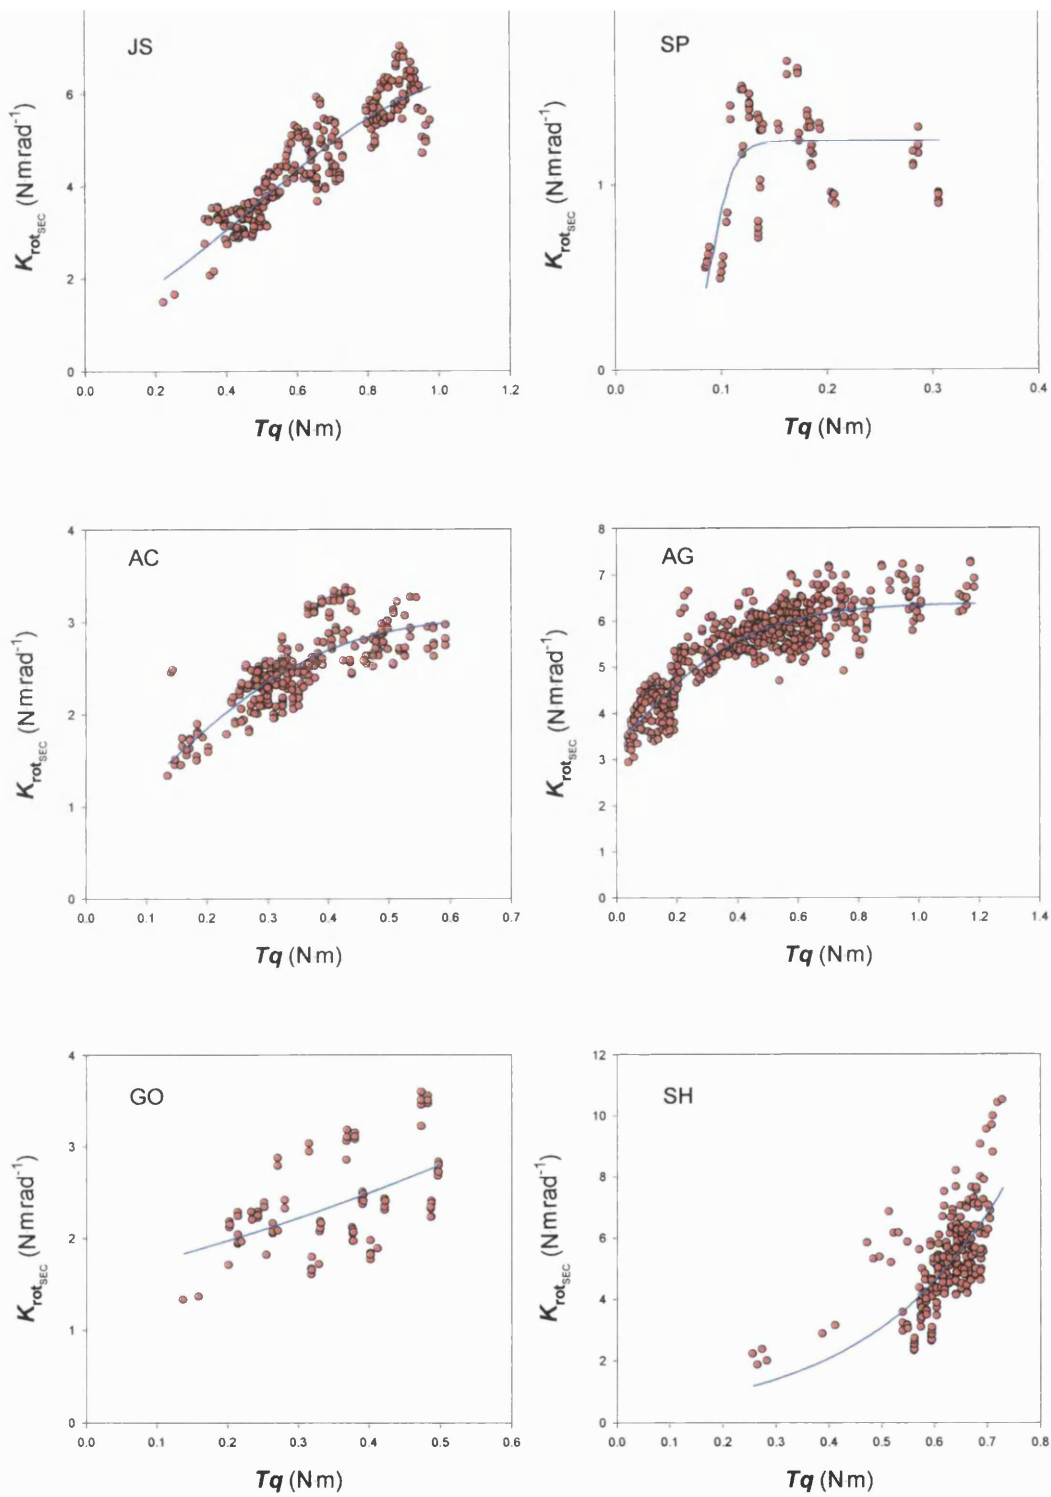 JS
K_rot_SEC (N·m·rad⁻¹)
6
4
2
0
0.0 0.2 0.4 0.6 0.8 1.0 1.2
Tq (N·m)
SP
K_rot_SEC (N·m·rad⁻¹)
1
0
0.0 0.1 0.2 0.3 0.4
Tq (N·m)
AC
K_rot_SEC (N·m·rad⁻¹)
4
3
2
1
0
0.0 0.1 0.2 0.3 0.4 0.5 0.6 0.7
Tq (N·m)
AG
K_rot_SEC (N·m·rad⁻¹)
8
7
6
5
4
3
2
1
0
0.0 0.2 0.4 0.6 0.8 1.0 1.2 1.4
Tq (N·m)
GO
K_rot_SEC (N·m·rad⁻¹)
4
3
2
1
0
0.0 0.1 0.2 0.3 0.4 0.5 0.6
Tq (N·m)
SH
K_rot_SEC (N·m·rad⁻¹)
12
10
8
6
4
2
0
0.0 0.1 0.2 0.3 0.4 0.5 0.6 0.7 0.8
Tq (N·m)